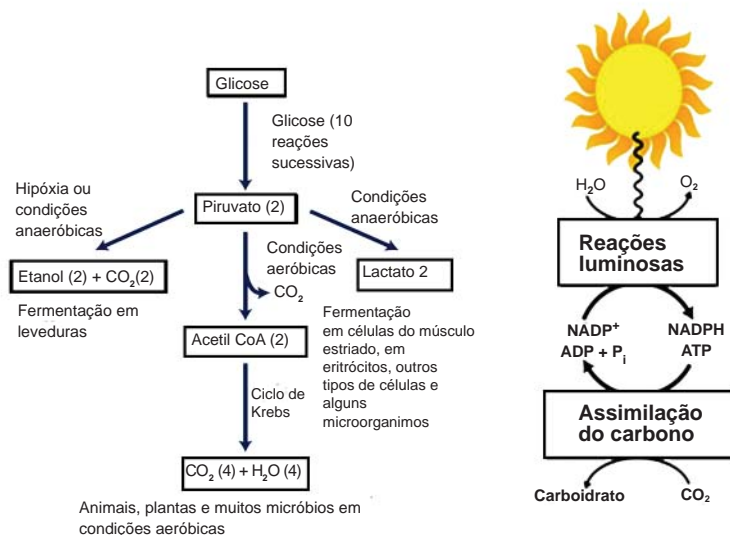 Glicose
Glicose (10
reações
sucessivas)
Hipóxia ou
condições
anaeróbicas
Piruvato (2)
Condições
anaeróbicas
Etanol (2) + CO₂(2)
Condições
aeróbicas
CO₂
Lactato 2
Fermentação em
leveduras
Acetil CoA (2)
Fermentação
em células do músculo
estriado, em
eritrócitos, outros
tipos de células e
alguns
microorganimos
Ciclo de
Krebs
CO₂ (4) + H₂O (4)
Animais, plantas e muitos micróbios em
condições aeróbicas
H₂O
O₂
Reações
luminosas
NADP⁺
ADP + Pᵢ
NADPH
ATP
Assimilação
do carbono
Carboidrato
CO₂